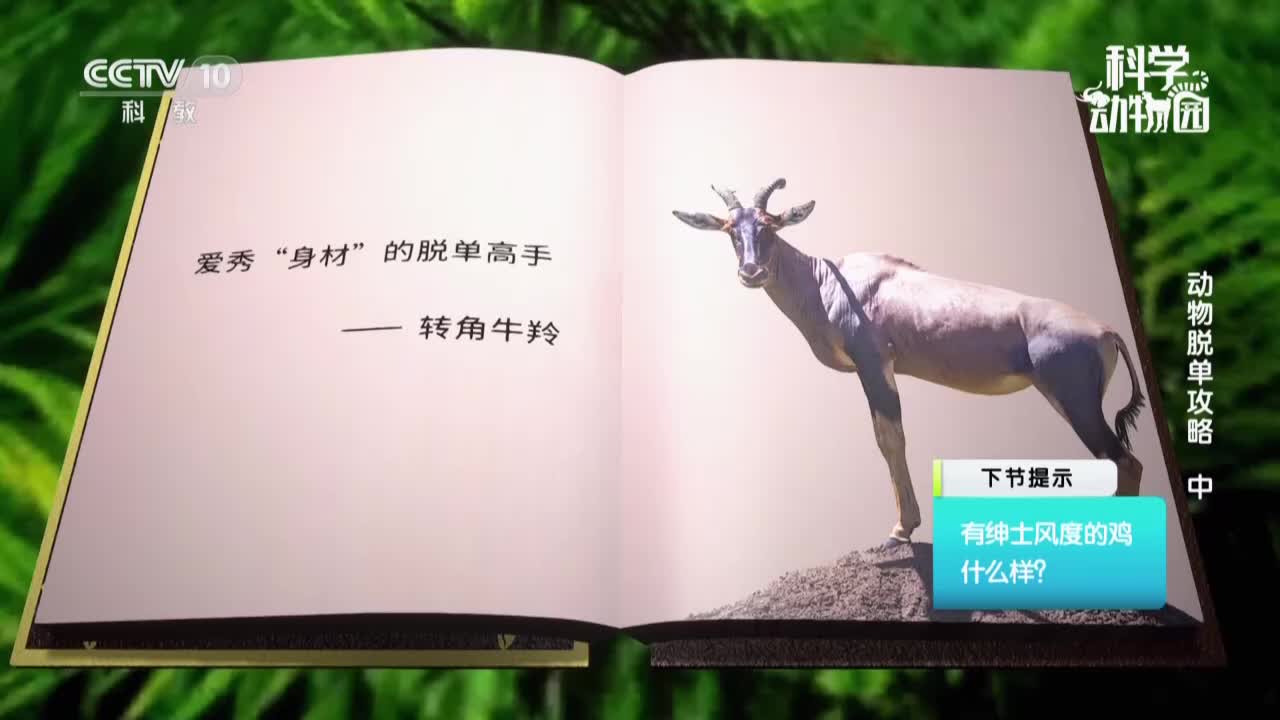 CCTV 10
科教
科学
动物园
爱秀“身材”的脱单高手
—— 转角牛羚
动物脱单攻略 中
下节提示
有绅士风度的鸡
什么样?